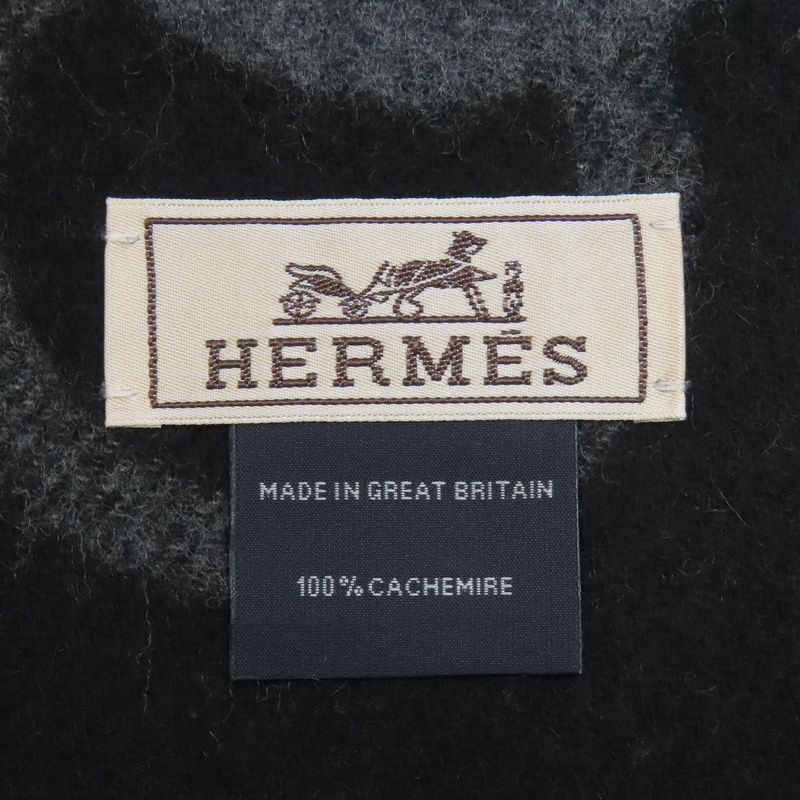 HERMÈS
MADE IN GREAT BRITAIN
100% CACHEMIRE